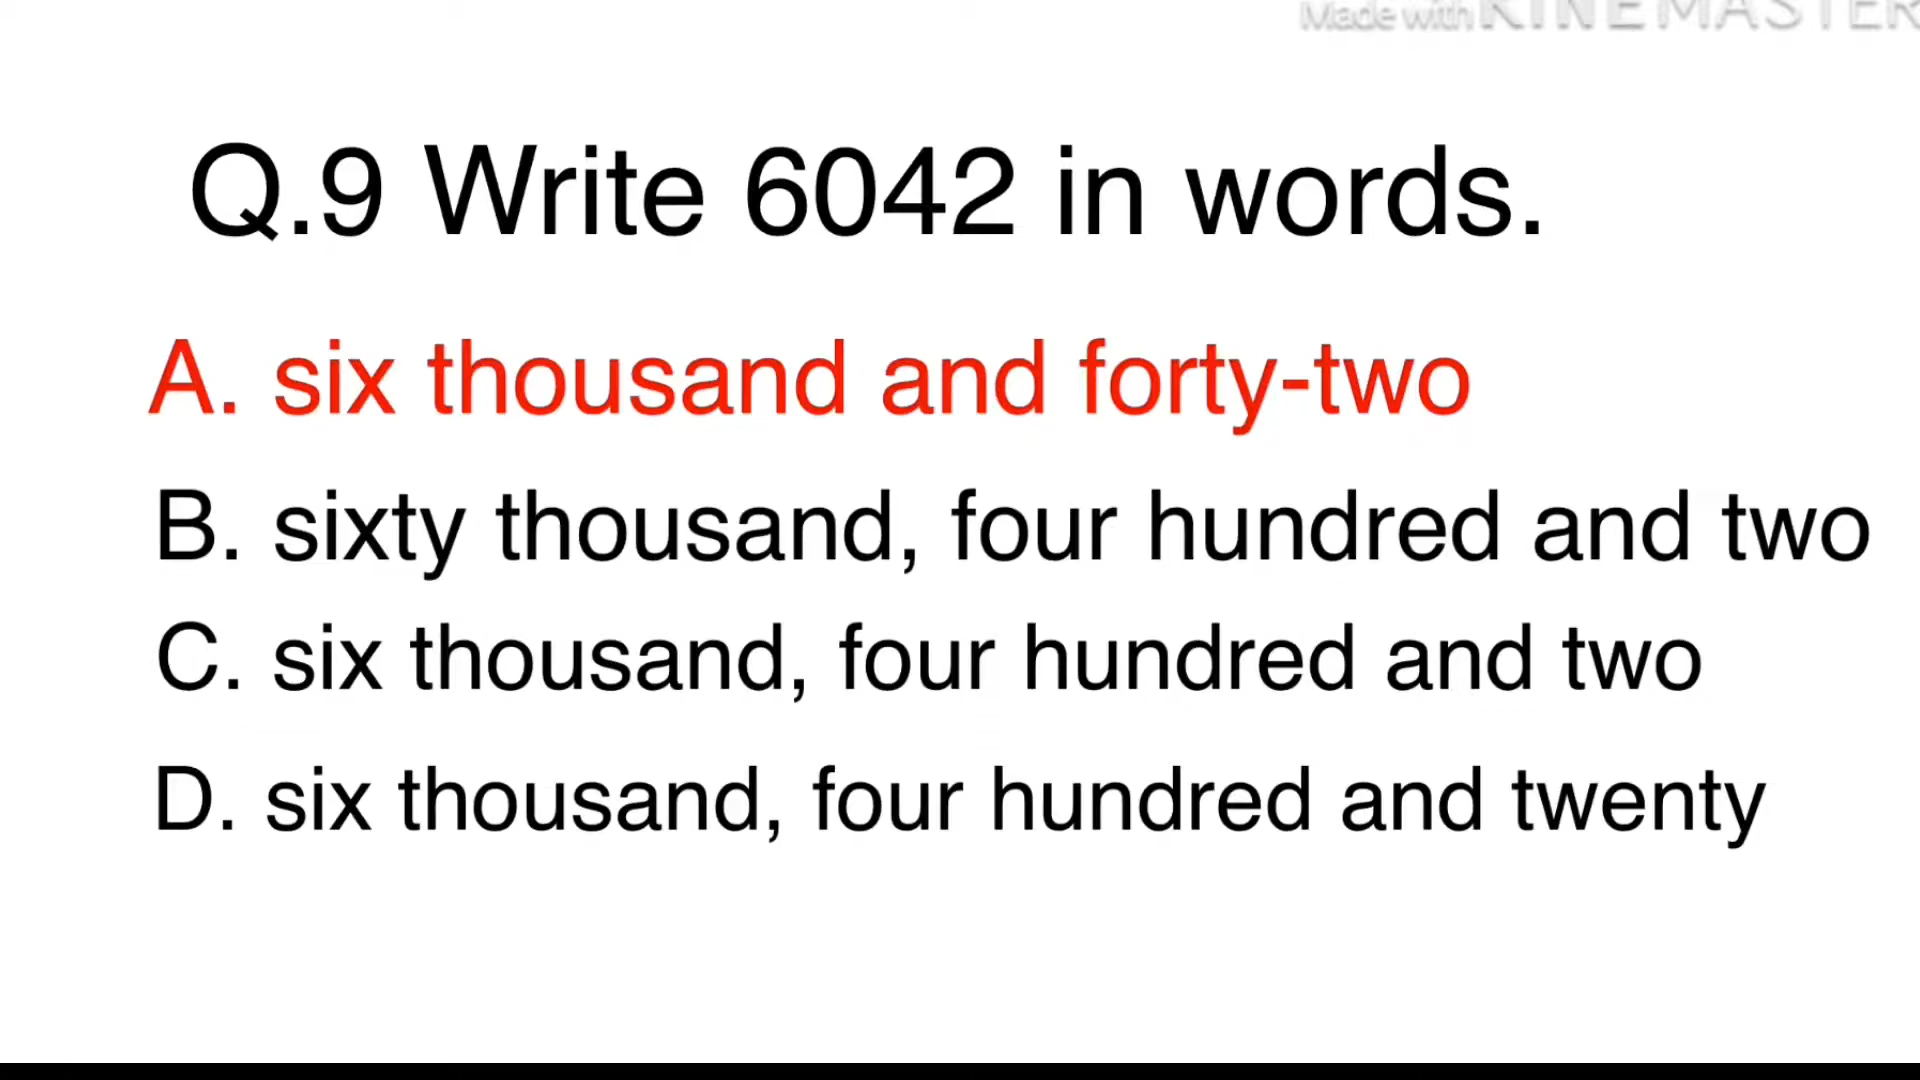 Made with KINEMASTER
Q.9 Write 6042 in words.
A. six thousand and forty-two
B. sixty thousand, four hundred and two
C. six thousand, four hundred and two
D. six thousand, four hundred and twenty